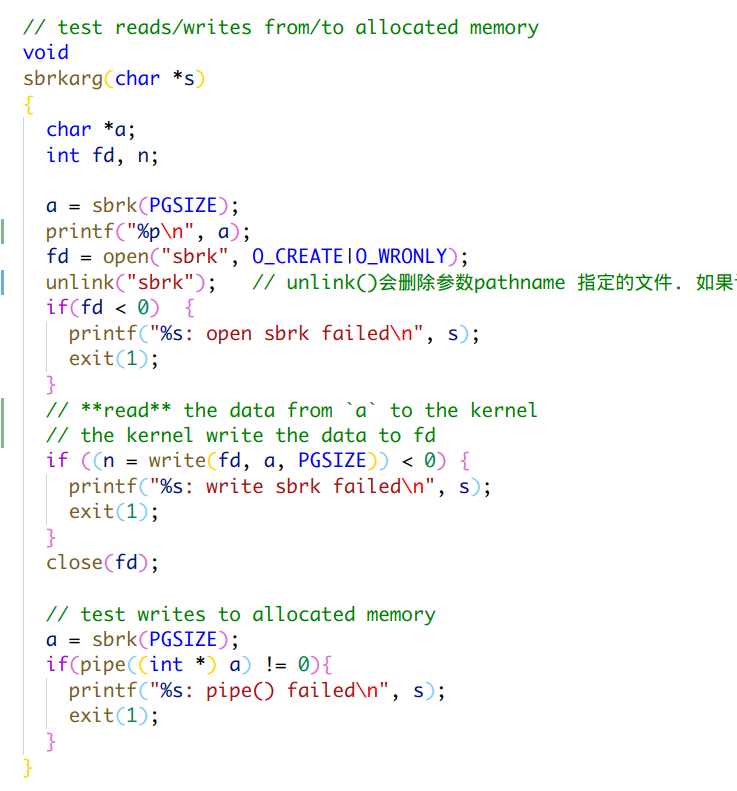 // test reads/writes from/to allocated memory
void
sbrkarg(char *s)
{
  char *a;
  int fd, n;

  a = sbrk(PGSIZE);
  printf("%p\n", a);
  fd = open("sbrk", O_CREATE|O_WRONLY);
  unlink("sbrk");   // unlink()会删除参数pathname 指定的文件. 如果
  if(fd < 0)  {
    printf("%s: open sbrk failed\n", s);
    exit(1);
  }
  // **read** the data from `a` to the kernel
  // the kernel write the data to fd
  if ((n = write(fd, a, PGSIZE)) < 0) {
    printf("%s: write sbrk failed\n", s);
    exit(1);
  }
  close(fd);

  // test writes to allocated memory
  a = sbrk(PGSIZE);
  if(pipe((int *) a) != 0){
    printf("%s: pipe() failed\n", s);
    exit(1);
  }
}